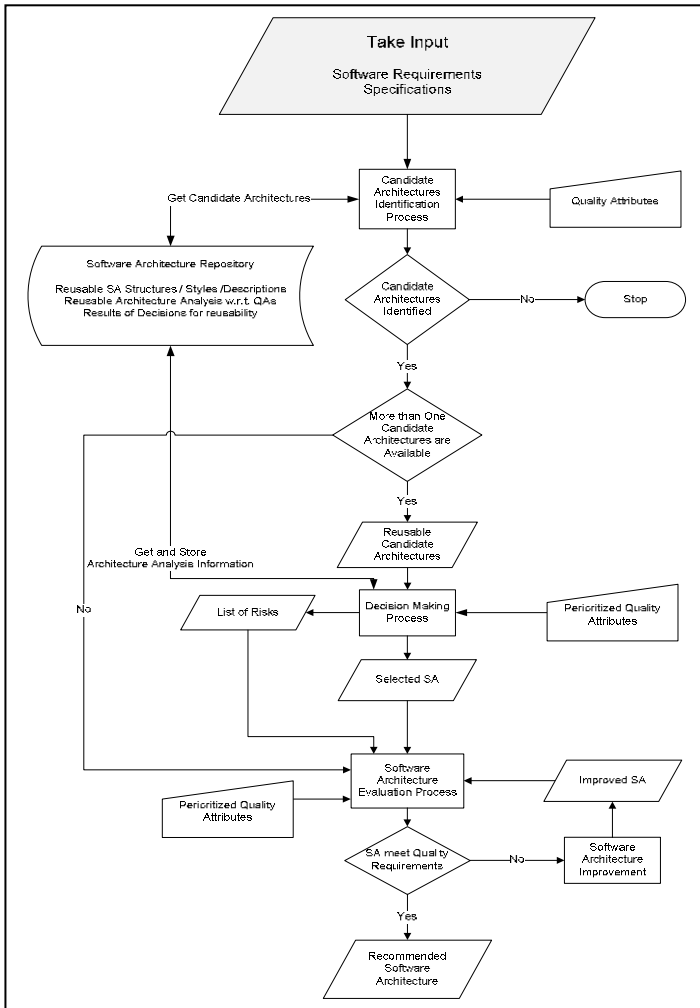 Take Input
Software Requirements
Specifications
Candidate
Architectures
Identification
Process
Get Candidate Architectures
Quality Attributes
Software Architecture Repository
Reusable SA Structures / Styles /Descriptions
Reusable Architecture Analysis w.r.t. QAs
Results of Decisions for reusability
Candidate
Architectures
Identified
No
Stop
Yes
More than One
Candidate
Architectures are
Available
Yes
Reusable
Candidate
Architectures
Get and Store
Architecture Analysis Information
No
List of Risks
Decision Making
Process
Perioritized Quality
Attributes
Selected SA
Software
Architecture
Evaluation Process
Improved SA
Perioritized Quality
Attributes
SA meet Quality
Requirements
No
Software
Architecture
Improvement
Yes
Recommended
Software
Architecture